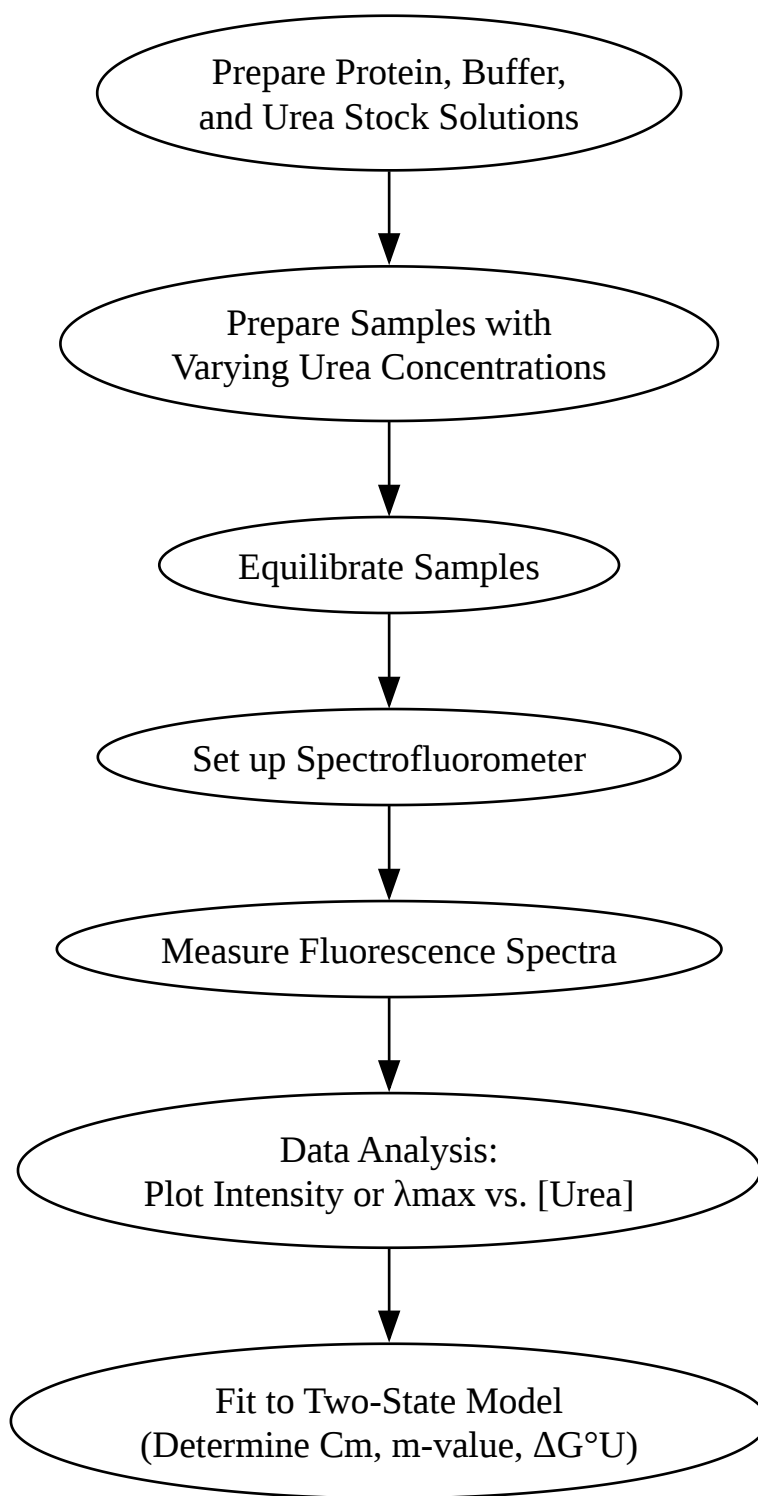 Prepare Protein, Buffer,
and Urea Stock Solutions
Prepare Samples with
Varying Urea Concentrations
Equilibrate Samples
Set up Spectrofluorometer
Measure Fluorescence Spectra
Data Analysis:
Plot Intensity or λmax vs. [Urea]
Fit to Two-State Model
(Determine Cm, m-value, ΔG°U)